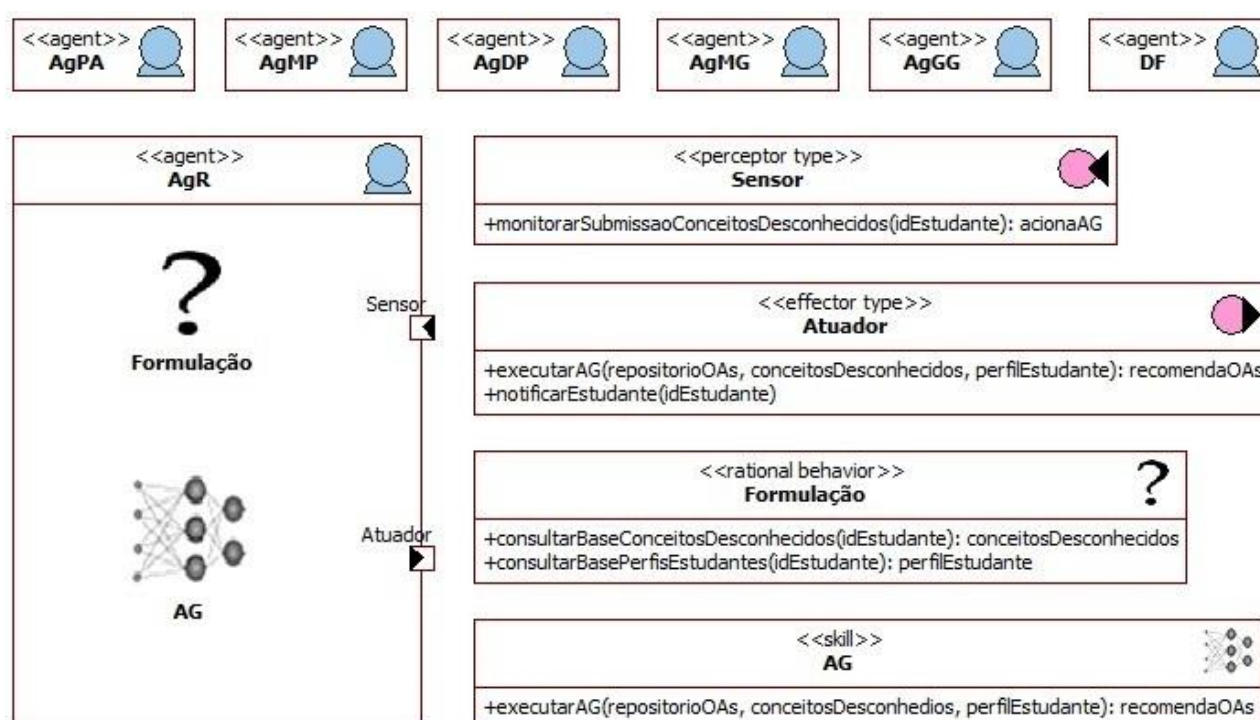 <<agent>>
AgPA
<<agent>>
AgMP
<<agent>>
AgDP
<<agent>>
AgMG
<<agent>>
AgGG
<<agent>>
DF
<<agent>>
AgR
Formulação
Sensor
Atuador
AG
<<perceptor type>>
Sensor
+monitorarSubmissaoConceitosDesconhecidos(idEstudante): acionaAG
<<effector type>>
Atuador
+executarAG(repositorioOAs, conceitosDesconhecidos, perfilEstudante): recomendaOAs
+notificarEstudante(idEstudante)
<<rational behavior>>
Formulação
+consultarBaseConceitosDesconhecidos(idEstudante): conceitosDesconhecidos
+consultarBasePerfisEstudantes(idEstudante): perfilEstudante
<<skill>>
AG
+executarAG(repositorioOAs, conceitosDesconhedios, perfilEstudante): recomendaOAs